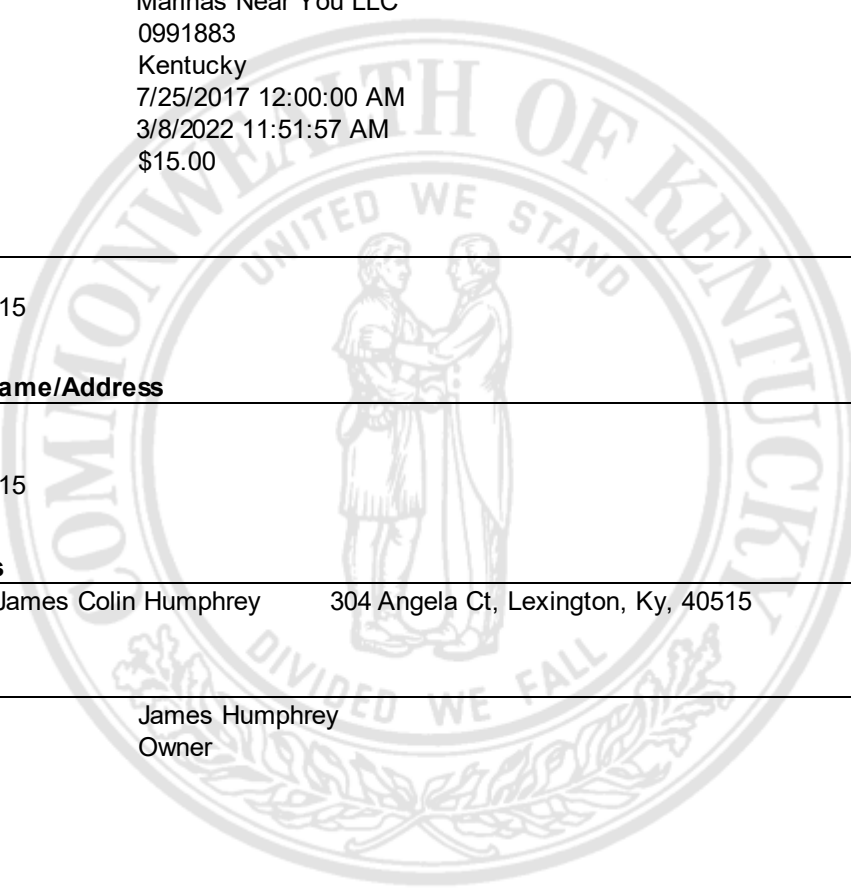 Marinas Near You LLC
0991883
Kentucky
7/25/2017 12:00:00 AM
3/8/2022 11:51:57 AM
$15.00
15
ame/Address
15
s
James Colin Humphrey 304 Angela Ct, Lexington, Ky, 40515
James Humphrey
Owner
COMMONWEALTH OF KENTUCKY
UNITED WE STAND
DIVIDED WE FALL